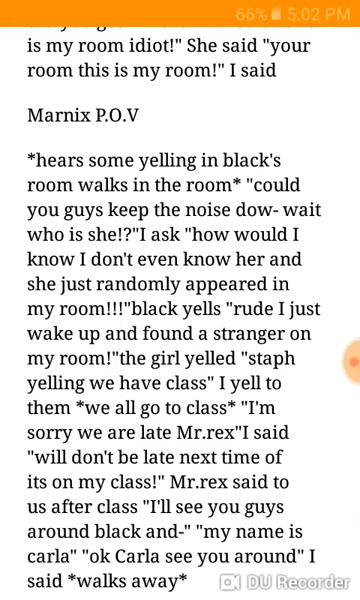 66% 5:02 PM
is my room idiot!" She said "your
room this is my room!" I said
Marnix P.O.V
*hears some yelling in black's
room walks in the room* "could
you guys keep the noise dow- wait
who is she!?"I ask "how would I
know I don't even know her and
she just randomly appeared in
my room!!!"black yells "rude I just
wake up and found a stranger on
my room!"the girl yelled "staph
yelling we have class" I yell to
them *we all go to class* "I'm
sorry we are late Mr.rex"I said
"will don't be late next time of
its on my class!" Mr.rex said to
us after class "I'll see you guys
around black and-" "my name is
carla" "ok Carla see you around" I
said *walks away*
DU Recorder